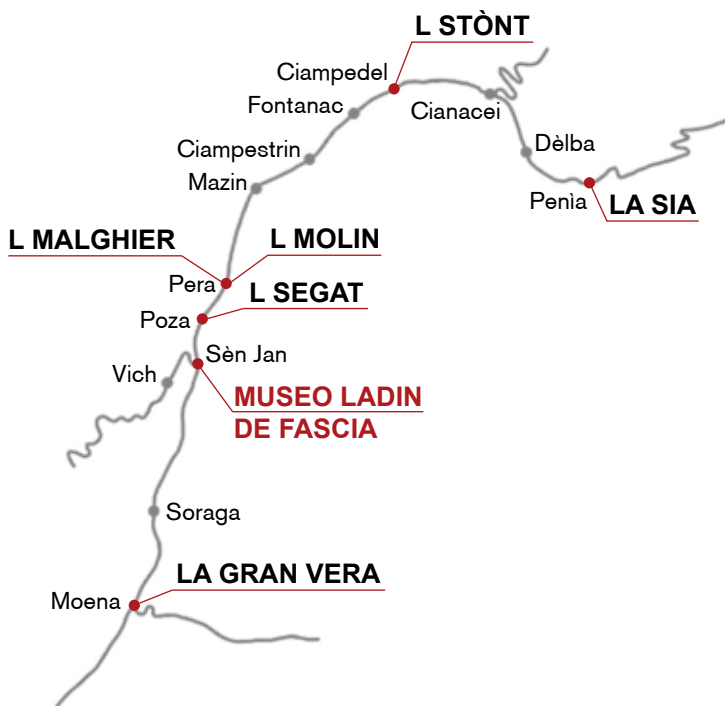 L STÒNT
Ciampedel
Fontanac
Cianacei
Ciampestrin
Dèlba
Mazin
Penìa
LA SIA
L MALGHIER
L MOLIN
Pera
L SEGAT
Poza
Sèn Jan
Vich
MUSEO LADIN
DE FASCIA
Soraga
LA GRAN VERA
Moena